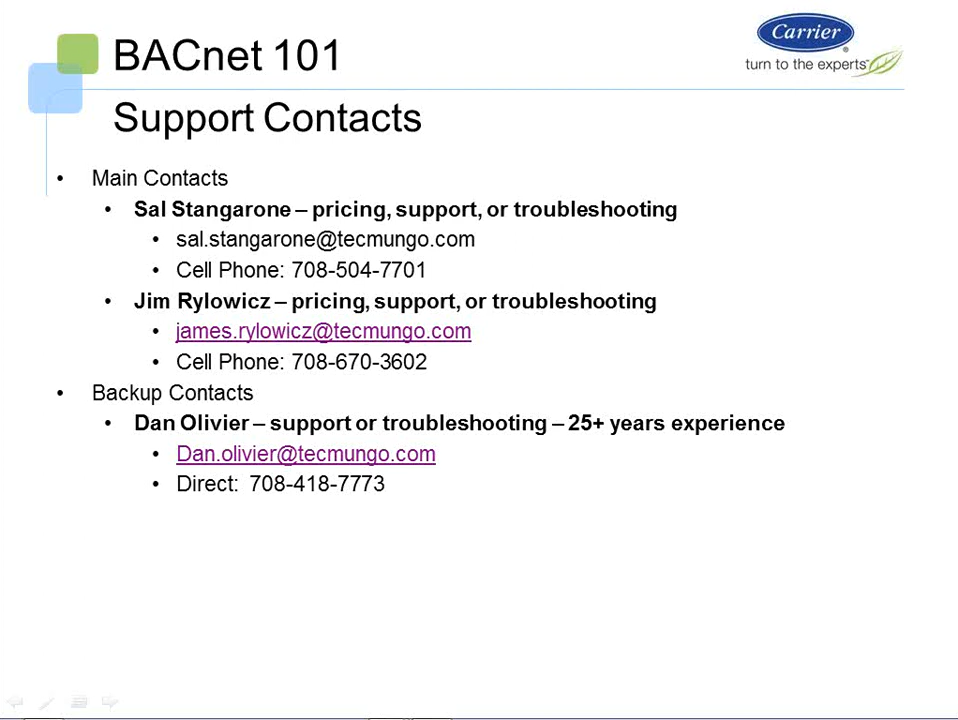 BACnet 101
Carrier
turn to the experts
Support Contacts
• Main Contacts
• Sal Stangarone – pricing, support, or troubleshooting
• sal.stangarone@tecmungo.com
• Cell Phone: 708-504-7701
• Jim Rylowicz – pricing, support, or troubleshooting
• james.rylowicz@tecmungo.com
• Cell Phone: 708-670-3602
• Backup Contacts
• Dan Olivier – support or troubleshooting – 25+ years experience
• Dan.olivier@tecmungo.com
• Direct:  708-418-7773